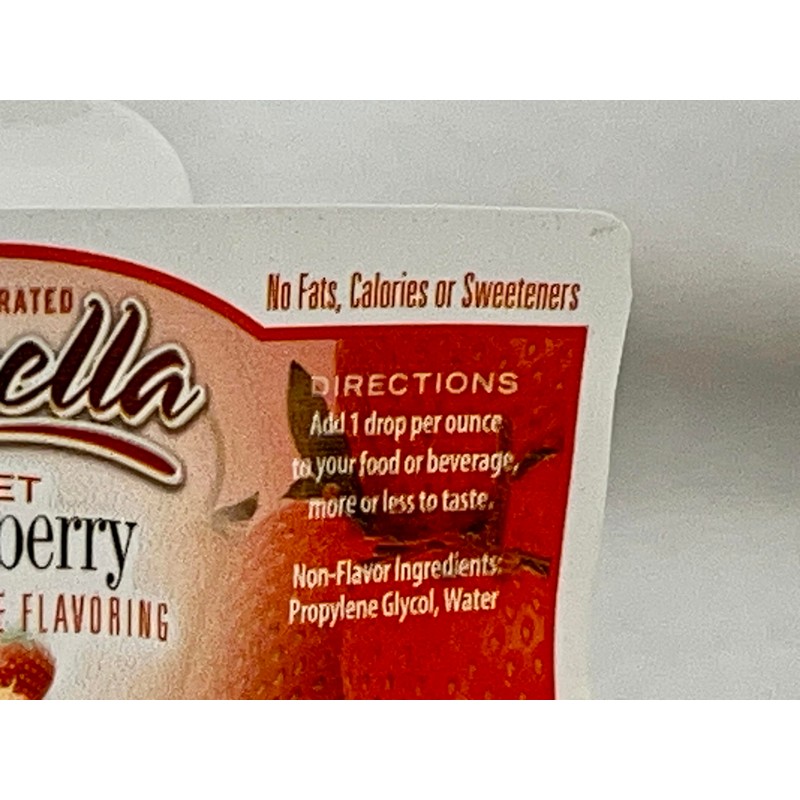 No Fats, Calories or Sweeteners
RATED
ella
DIRECTIONS
Add 1 drop per ounce
to your food or beverage,
more or less to taste.
ET
berry
E FLAVORING
Non-Flavor Ingredients:
Propylene Glycol, Water